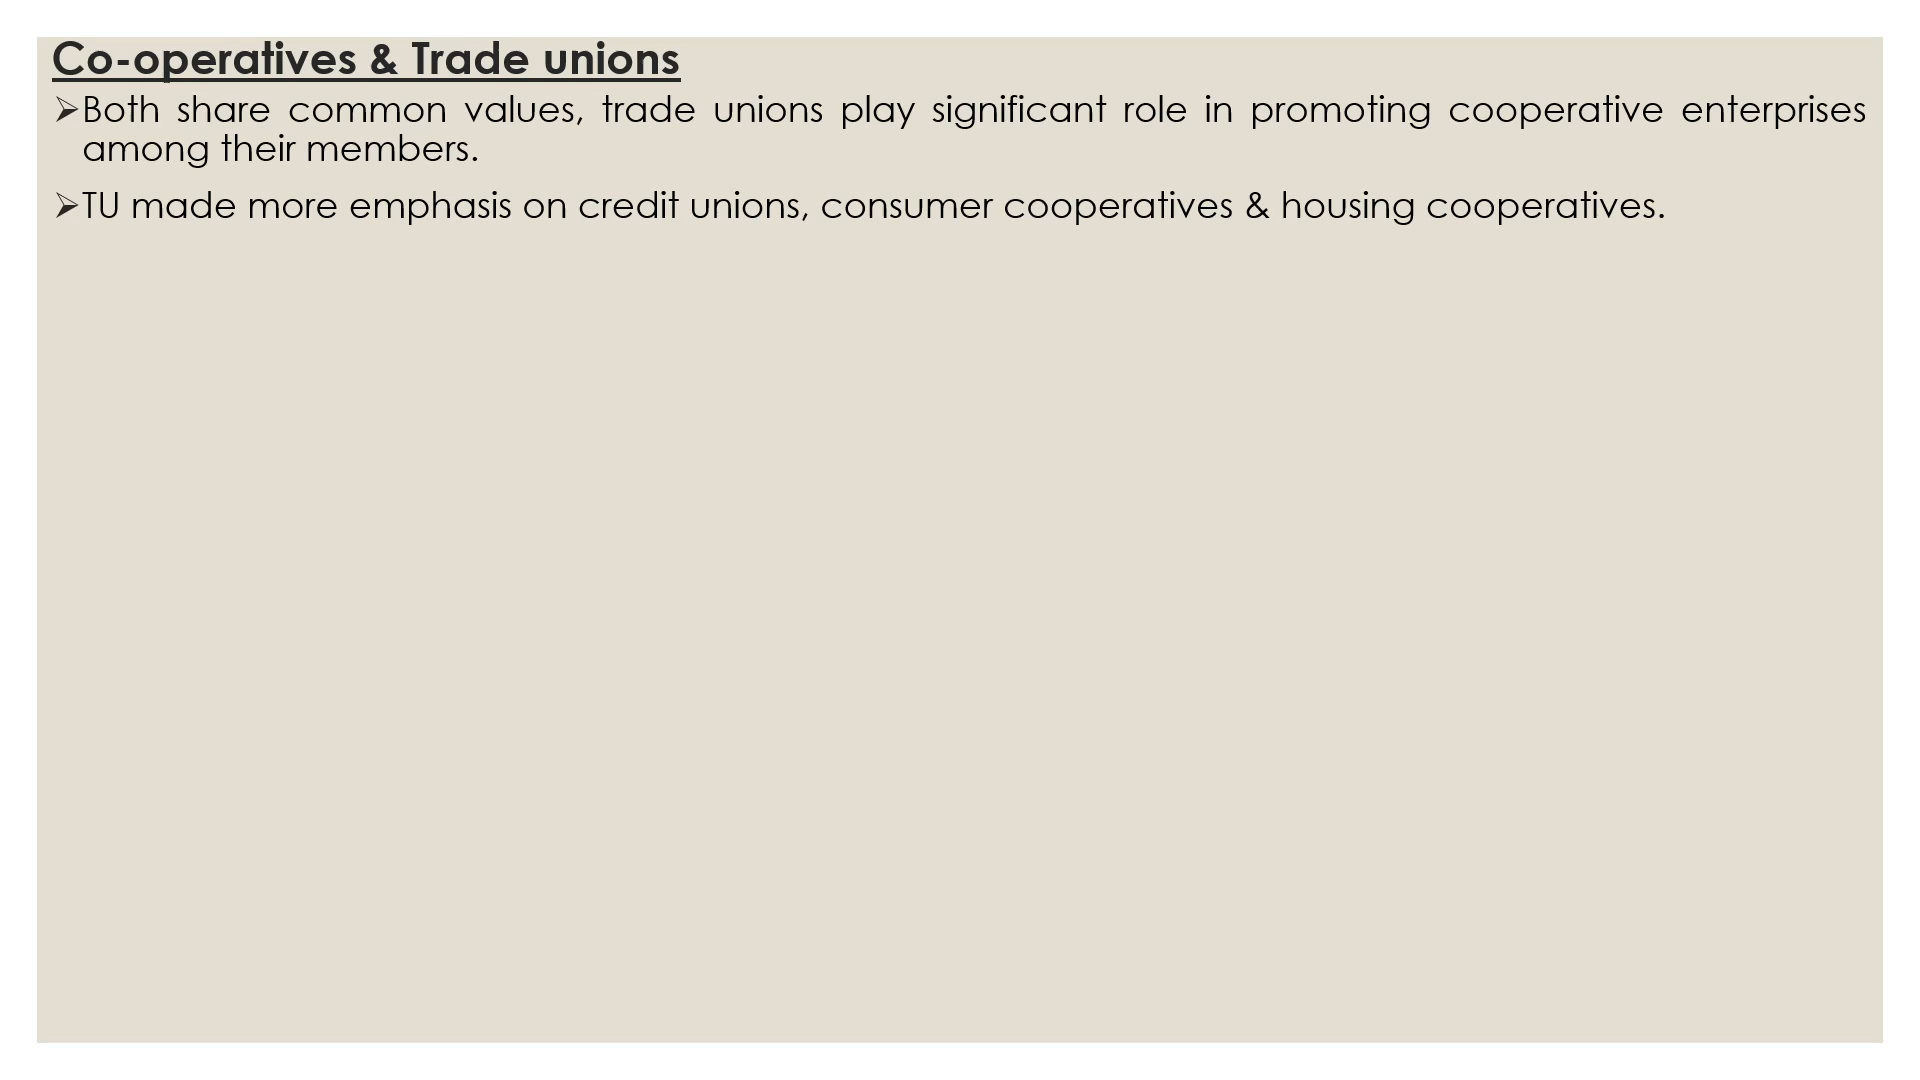 Co-operatives & Trade unions
➢Both share common values, trade unions play significant role in promoting cooperative enterprises
among their members.
➢TU made more emphasis on credit unions, consumer cooperatives & housing cooperatives.